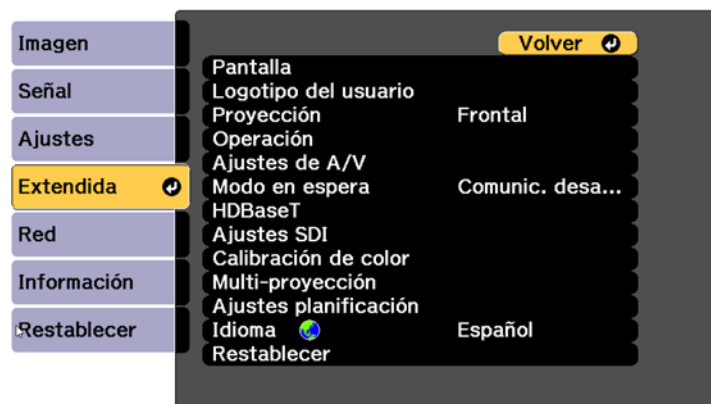 Imagen
Señal
Ajustes
Extendida
Red
Información
Restablecer
Volver
Pantalla
Logotipo del usuario
Proyección Frontal
Operación
Ajustes de A/V
Modo en espera Comunic. desa...
HDBaseT
Ajustes SDI
Calibración de color
Multi-proyección
Ajustes planificación
Idioma Español
Restablecer